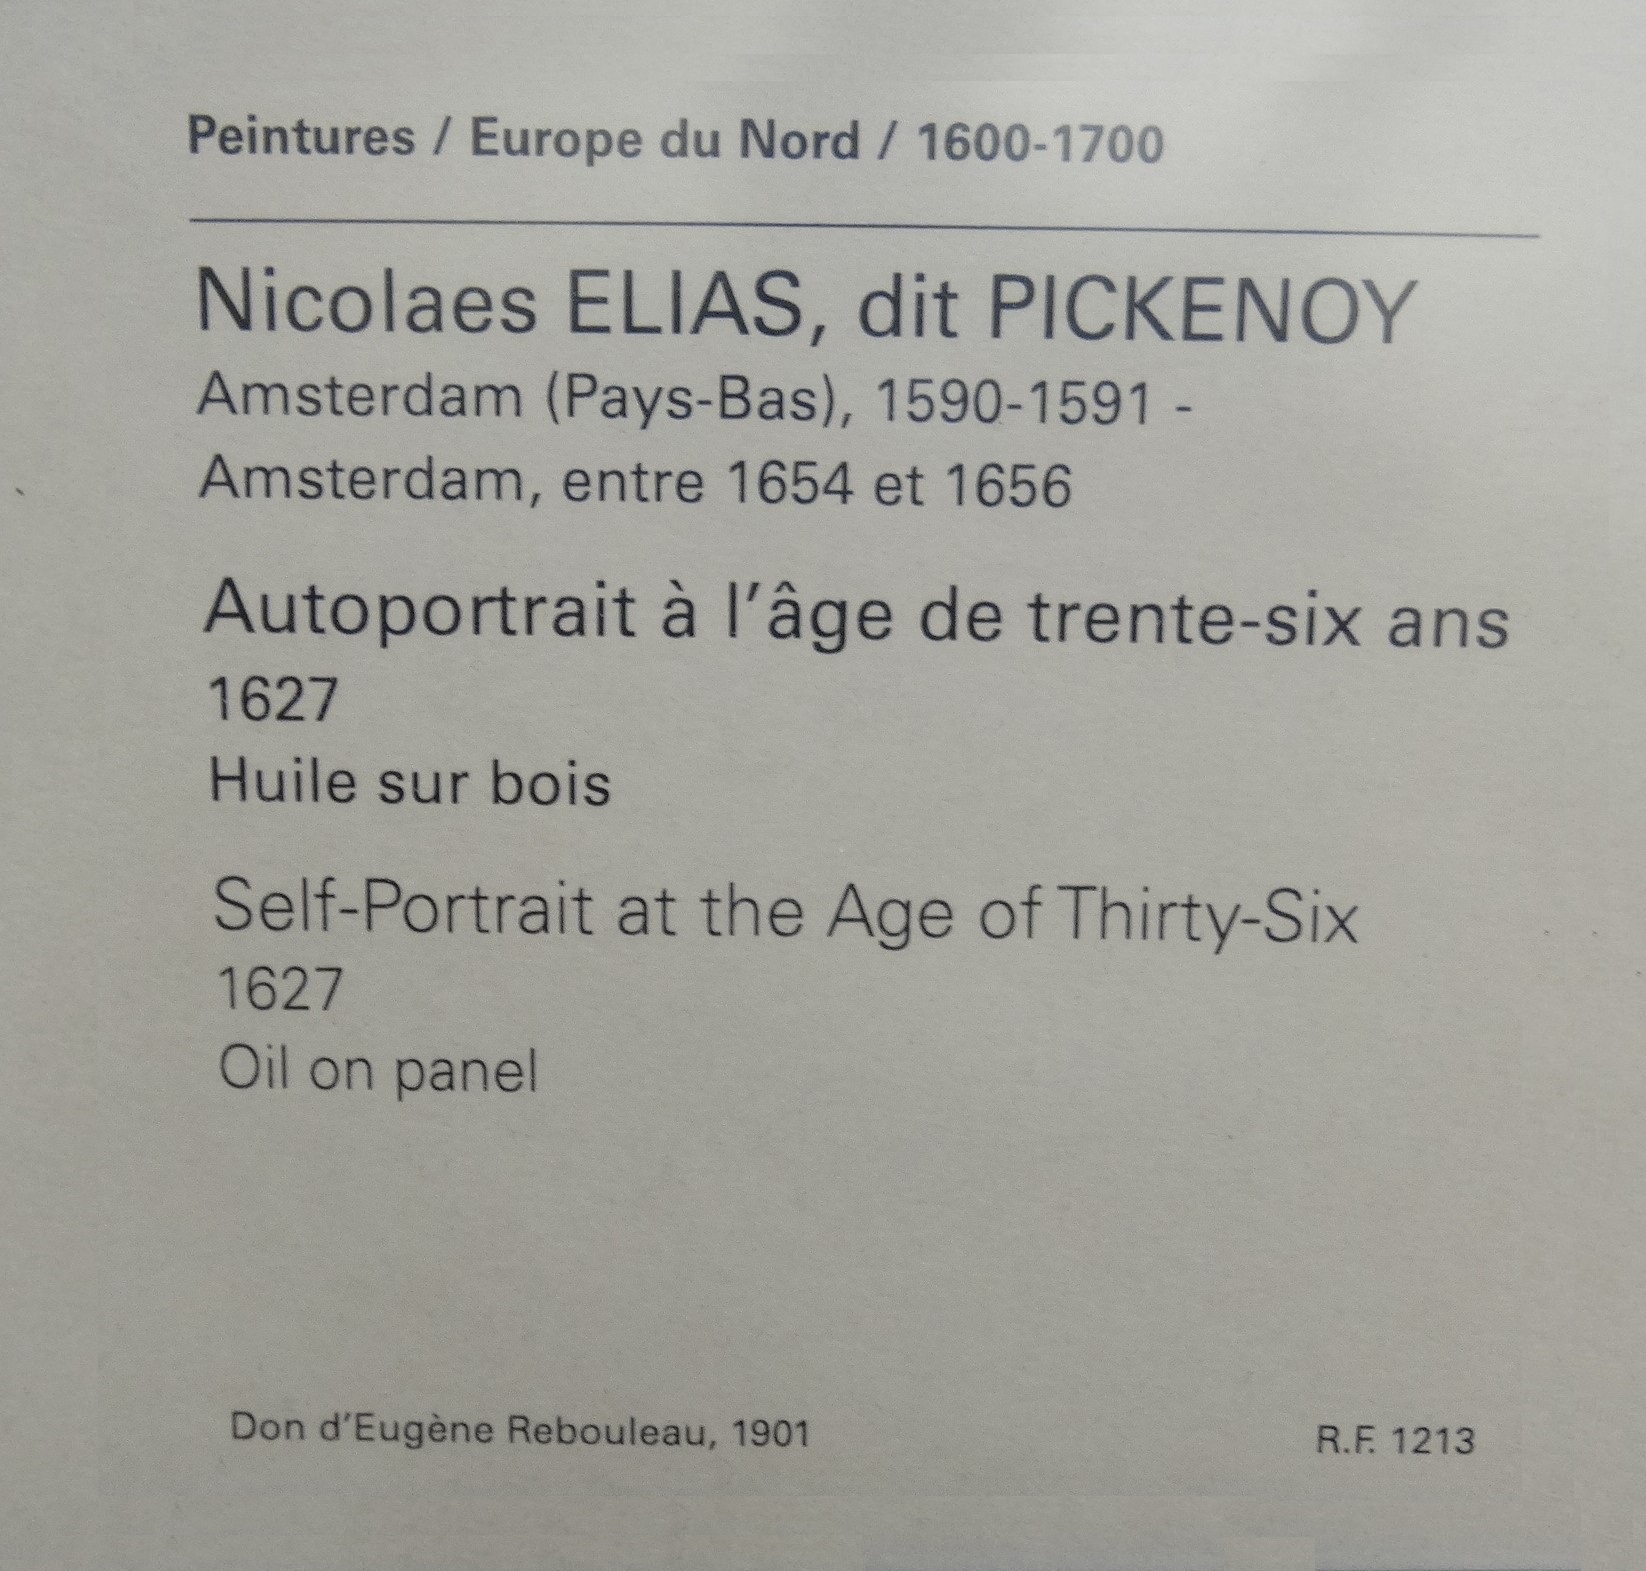 Peintures / Europe du Nord / 1600-1700
Nicolaes ELIAS, dit PICKENOY
Amsterdam (Pays-Bas), 1590-1591 -
Amsterdam, entre 1654 et 1656
Autoportrait à l'âge de trente-six ans
1627
Huile sur bois
Self-Portrait at the Age of Thirty-Six
1627
Oil on panel
Don d'Eugène Rebouleau, 1901
R.F. 1213